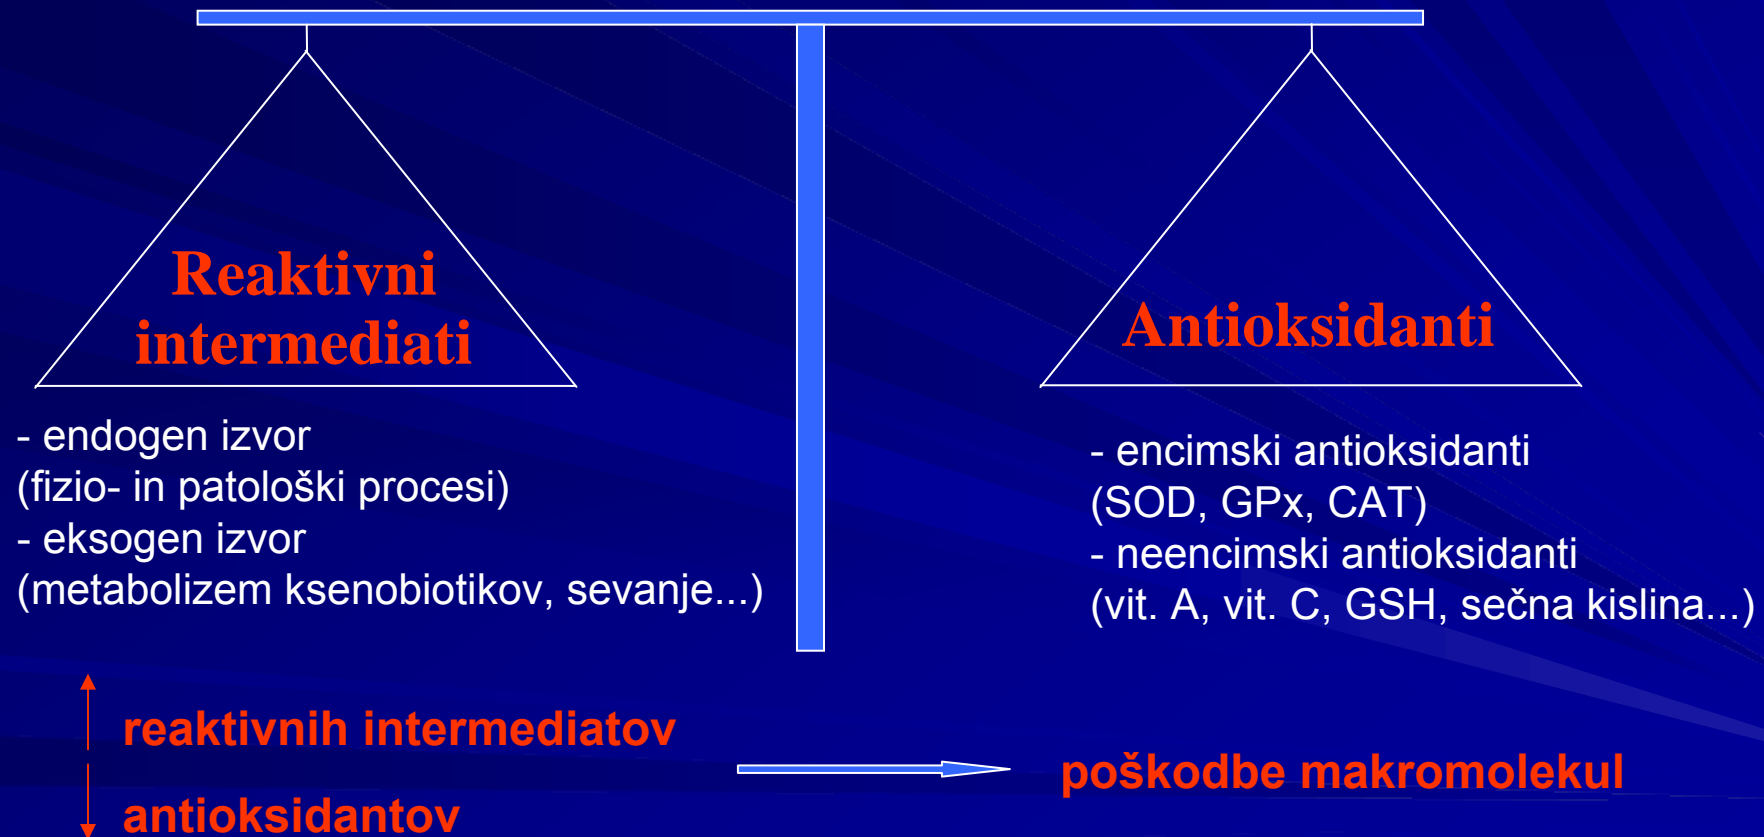 Reaktivni
intermediati
Antioksidanti
- endogen izvor
(fizio- in patološki procesi)
- eksogen izvor
(metabolizem ksenobiotikov, sevanje...)
- encimski antioksidanti
(SOD, GPx, CAT)
- neencimski antioksidanti
(vit. A, vit. C, GSH, sečna kislina...)
reaktivnih intermediatov
antioksidantov
poškodbe makromolekul